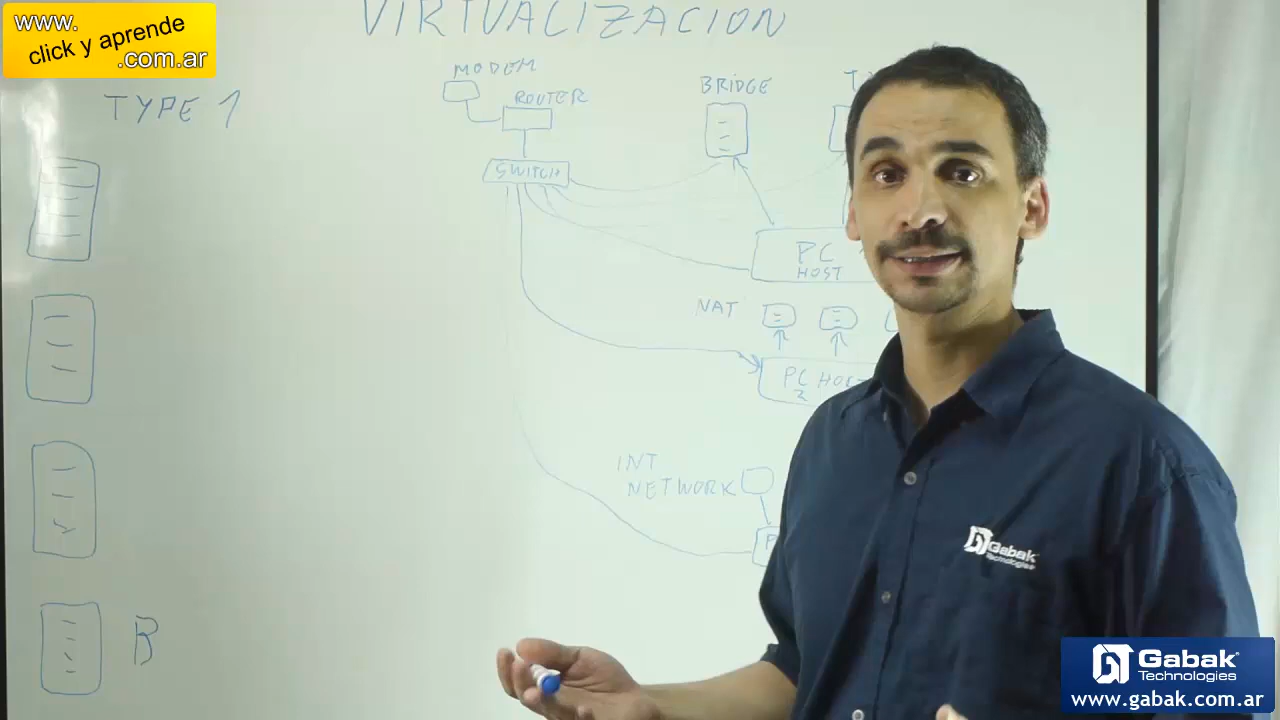 www.
click y aprende
.com.ar
VIRTUALIZACION
TYPE 1
MODEM
ROUTER
SWITCH
BRIDGE
PC
HOST
NAT
PC HOST
2
INT
NETWORK
P
B
Gabak
Technologies
Gabak
Technologies
www.gabak.com.ar